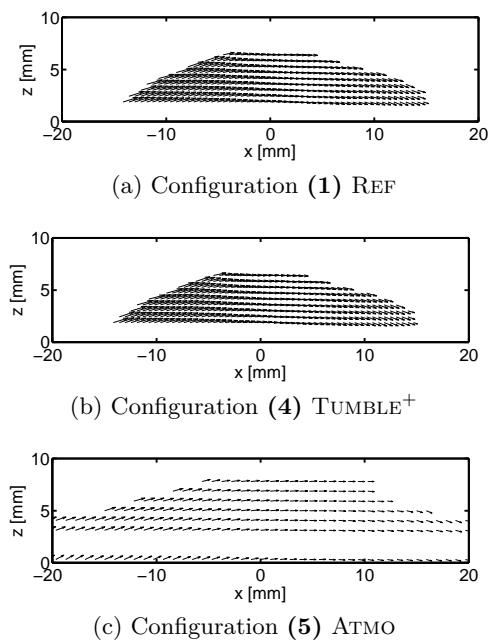 10
5
0
z [mm]
−20 −10 0 10 20
x [mm]
(a) Configuration (1) REF
10
5
0
z [mm]
−20 −10 0 10 20
x [mm]
(b) Configuration (4) TUMBLE⁺
10
5
0
z [mm]
−20 −10 0 10 20
x [mm]
(c) Configuration (5) ATMO